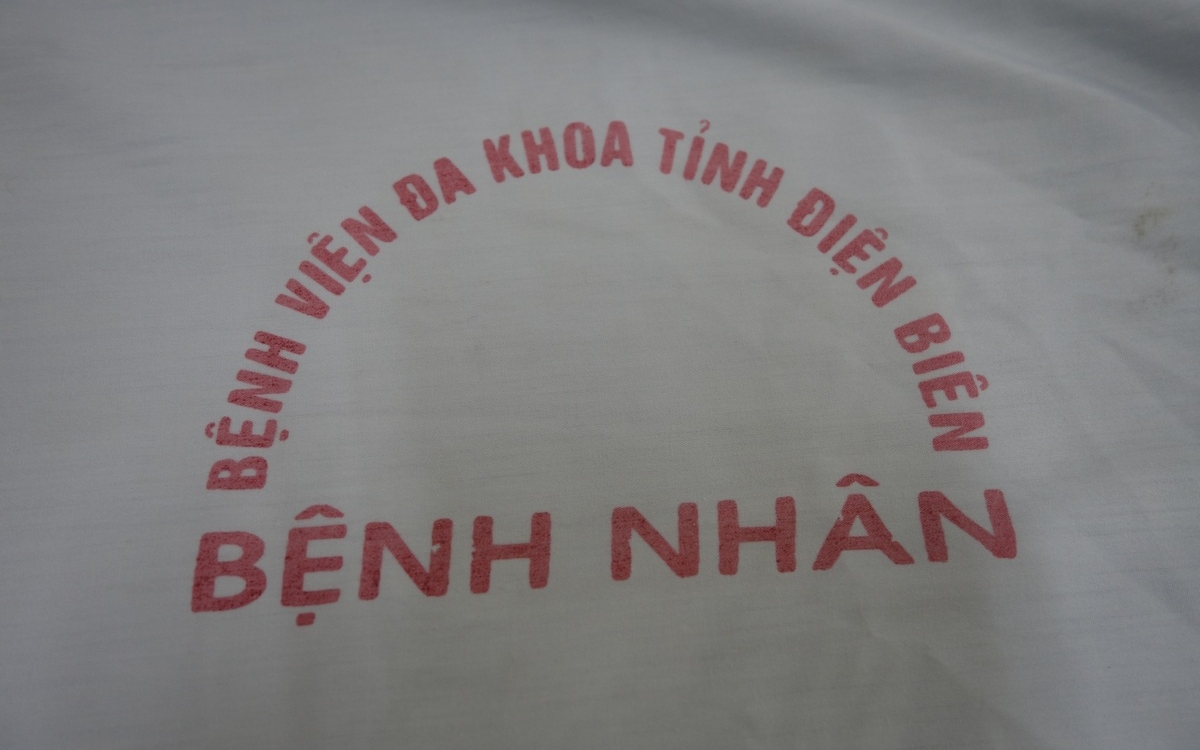 BỆNH VIỆN ĐA KHOA TỈNH ĐIỆN BIÊN
BỆNH NHÂN